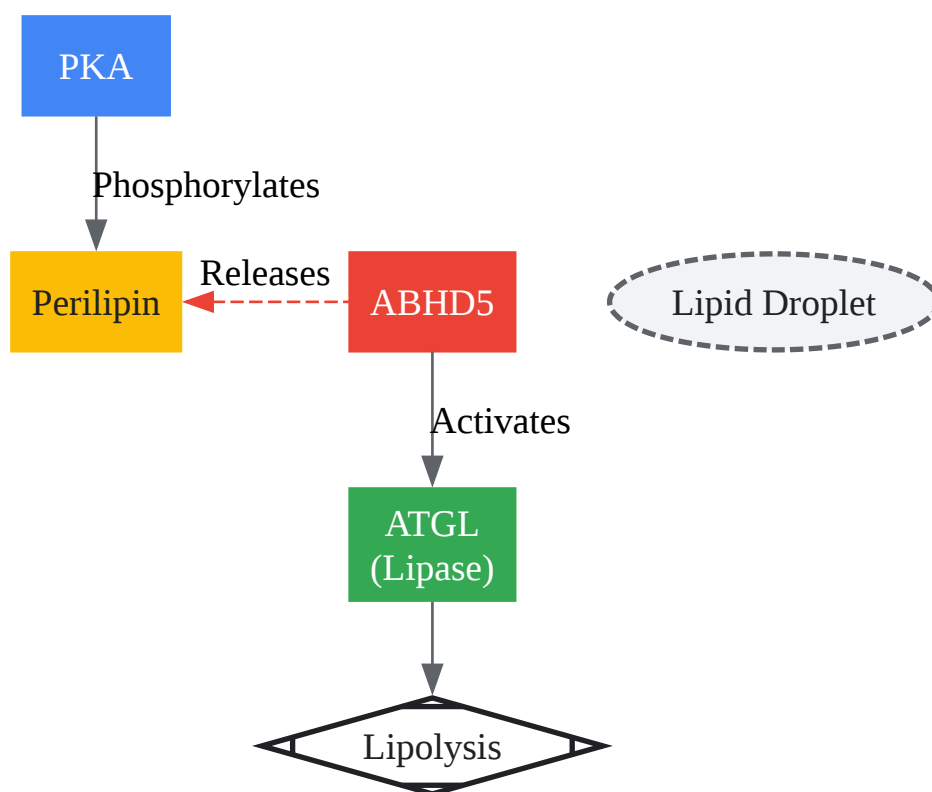 PKA
Phosphorylates
Releases
Perilipin
ABHD5
Lipid Droplet
Activates
ATGL
(Lipase)
Lipolysis